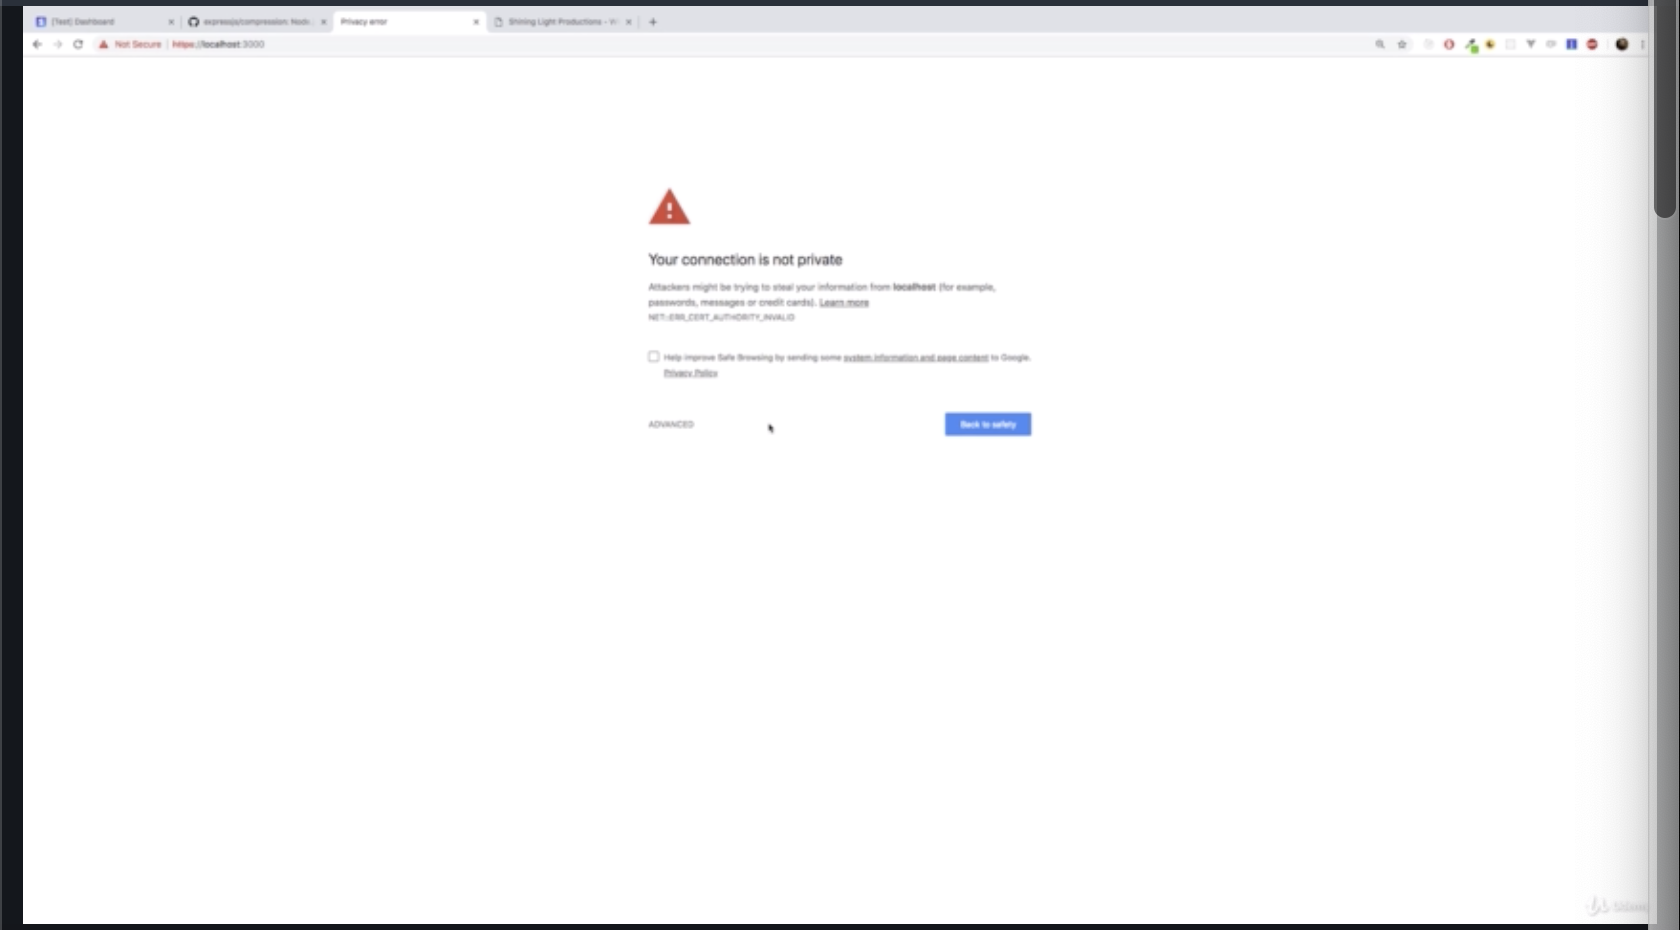 [Test] Dashboard
expressjs/compression: Node.
Privacy error
Shining Light Productions - W
Not Secure https://localhost:3000
Your connection is not private
Attackers might be trying to steal your information from localhost (for example,
passwords, messages or credit cards). Learn more
NET::ERR_CERT_AUTHORITY_INVALID
Help improve Safe Browsing by sending some system information and page content to Google.
Privacy Policy
ADVANCED
Back to safety